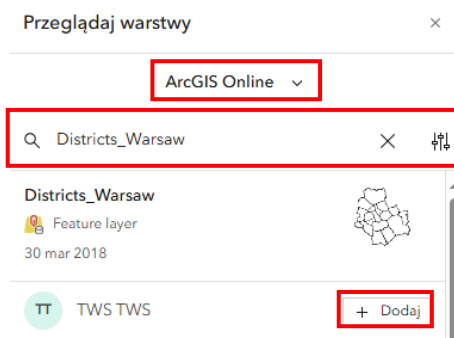 Przeglądaj warstwy
ArcGIS Online
Districts_Warsaw
Districts_Warsaw
Feature layer
30 mar 2018
TT TWS TWS
+ Dodaj